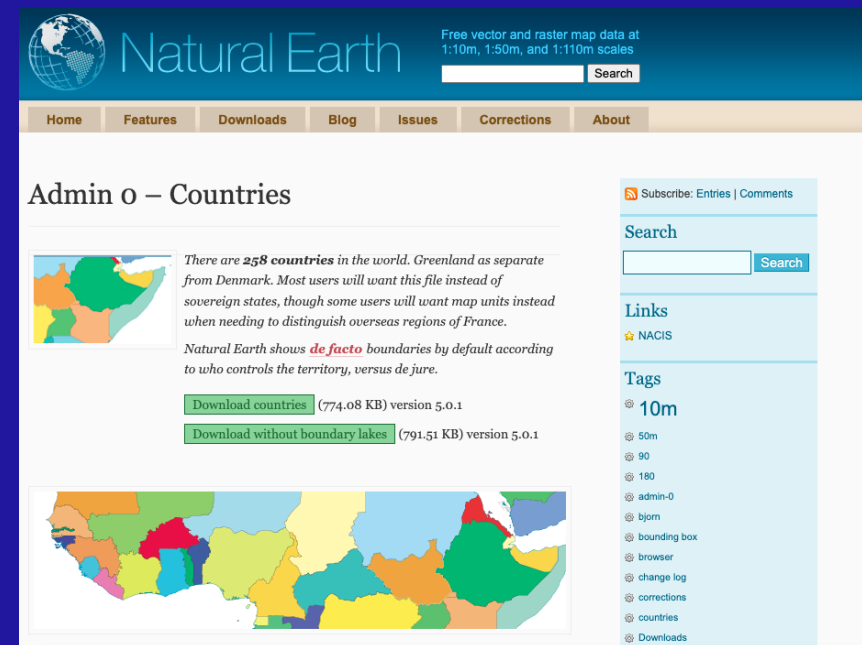 Natural Earth
Free vector and raster map data at
1:10m, 1:50m, and 1:110m scales
Search
Home
Features
Downloads
Blog
Issues
Corrections
About
Admin 0 – Countries
There are 258 countries in the world. Greenland as separate
from Denmark. Most users will want this file instead of
sovereign states, though some users will want map units instead
when needing to distinguish overseas regions of France.
Natural Earth shows de facto boundaries by default according
to who controls the territory, versus de jure.
Download countries (774.08 KB) version 5.0.1
Download without boundary lakes (791.51 KB) version 5.0.1
Subscribe: Entries | Comments
Search
Search
Links
NACIS
Tags
10m
50m
90
180
admin-0
bjorn
bounding box
browser
change log
corrections
countries
Downloads